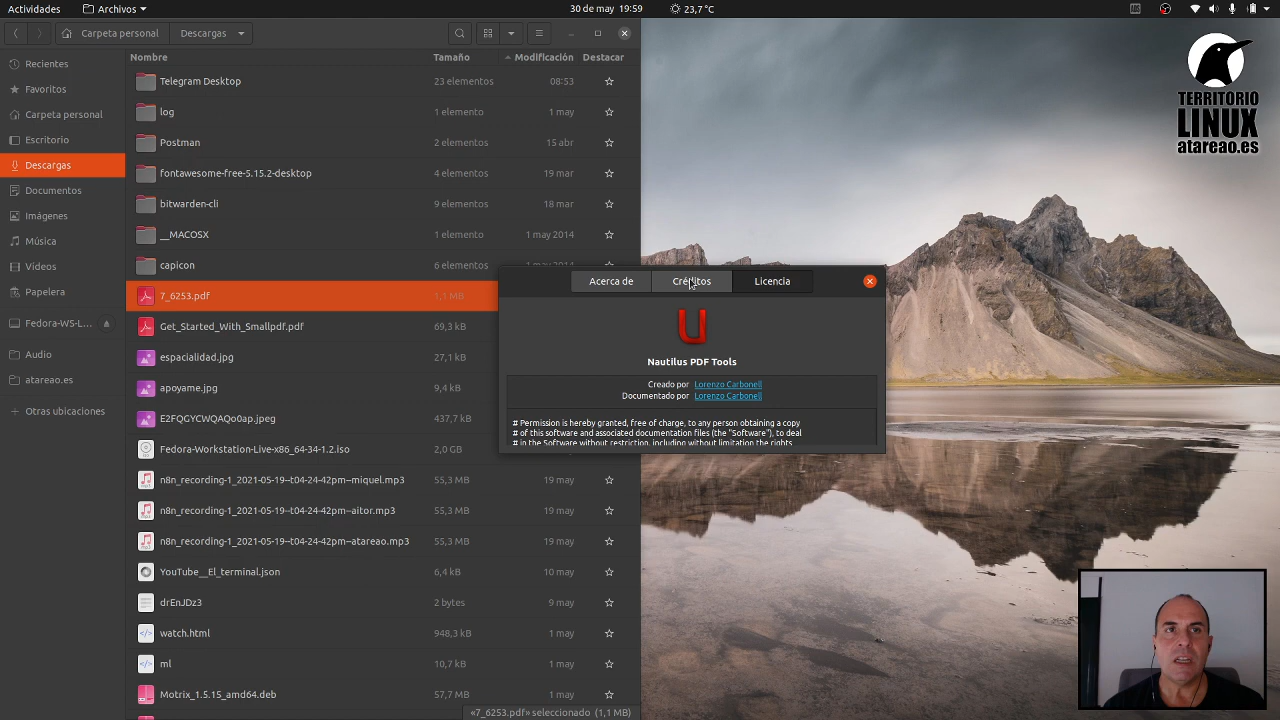 Actividades
Archivos
30 de may 19:59
23,7 °C
Carpeta personal
Descargas
Nombre
Tamaño
Modificación
Destacar
Recientes
Favoritos
Carpeta personal
Escritorio
Descargas
Documentos
Imágenes
Música
Vídeos
Papelera
Fedora-WS-L...
Audio
atareao.es
Otras ubicaciones
Telegram Desktop 23 elementos 08:53
log 1 elemento 1 may
Postman 2 elementos 15 abr
fontawesome-free-5.15.2-desktop 4 elementos 19 mar
bitwarden-cli 9 elementos 18 mar
__MACOSX 1 elemento 1 may 2014
capicon 6 elementos 1 may 2014
7_6253.pdf 1,1 MB
Get_Started_With_Smallpdf.pdf 69,3 kB
espacialidad.jpg 27,1 kB
apoyame.jpg 9,4 kB
E2FQGYCWQAQo0ap.jpeg 437,7 kB
Fedora-Workstation-Live-x86_64-34-1.2.iso 2,0 GB
n8n_recording-1_2021-05-19--t04-24-42pm--miquel.mp3 55,3 MB 19 may
n8n_recording-1_2021-05-19--t04-24-42pm--aitor.mp3 55,3 MB 19 may
n8n_recording-1_2021-05-19--t04-24-42pm--atareao.mp3 55,3 MB 19 may
YouTube__El_terminal.json 6,4 kB 10 may
drEnJDz3 2 bytes 9 may
watch.html 948,3 kB 1 may
ml 10,7 kB 1 may
Motrix_1.5.15_amd64.deb 57,7 MB 1 may
«7_6253.pdf» seleccionado (1,1 MB)
Acerca de
Créditos
Licencia
Nautilus PDF Tools
Creado por Lorenzo Carbonell
Documentado por Lorenzo Carbonell
# Permission is hereby granted, free of charge, to any person obtaining a copy
# of this software and associated documentation files (the "Software"), to deal
# in the Software without restriction, including without limitation the rights
TERRITORIO
LINUX
atareao.es